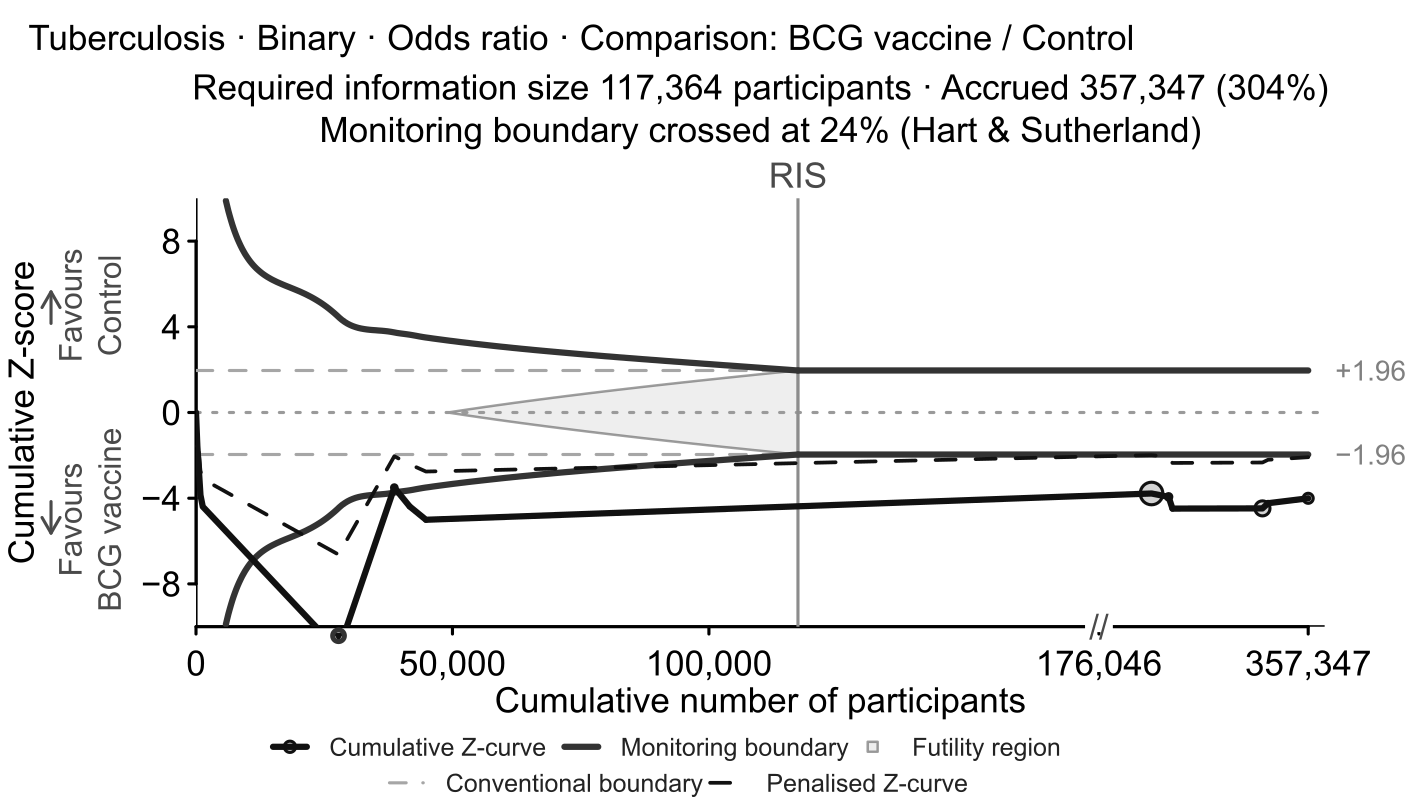 Tuberculosis · Binary · Odds ratio · Comparison: BCG vaccine / Control
Required information size 117,364 participants · Accrued 357,347 (304%)
Monitoring boundary crossed at 24% (Hart & Sutherland)
RIS
Cumulative Z-score
Favours
Control
Favours
BCG vaccine
8
4
0
−4
−8
+1.96
−1.96
0
50,000
100,000
176,046
357,347
Cumulative number of participants
Cumulative Z-curve
Monitoring boundary
Futility region
Conventional boundary
Penalised Z-curve